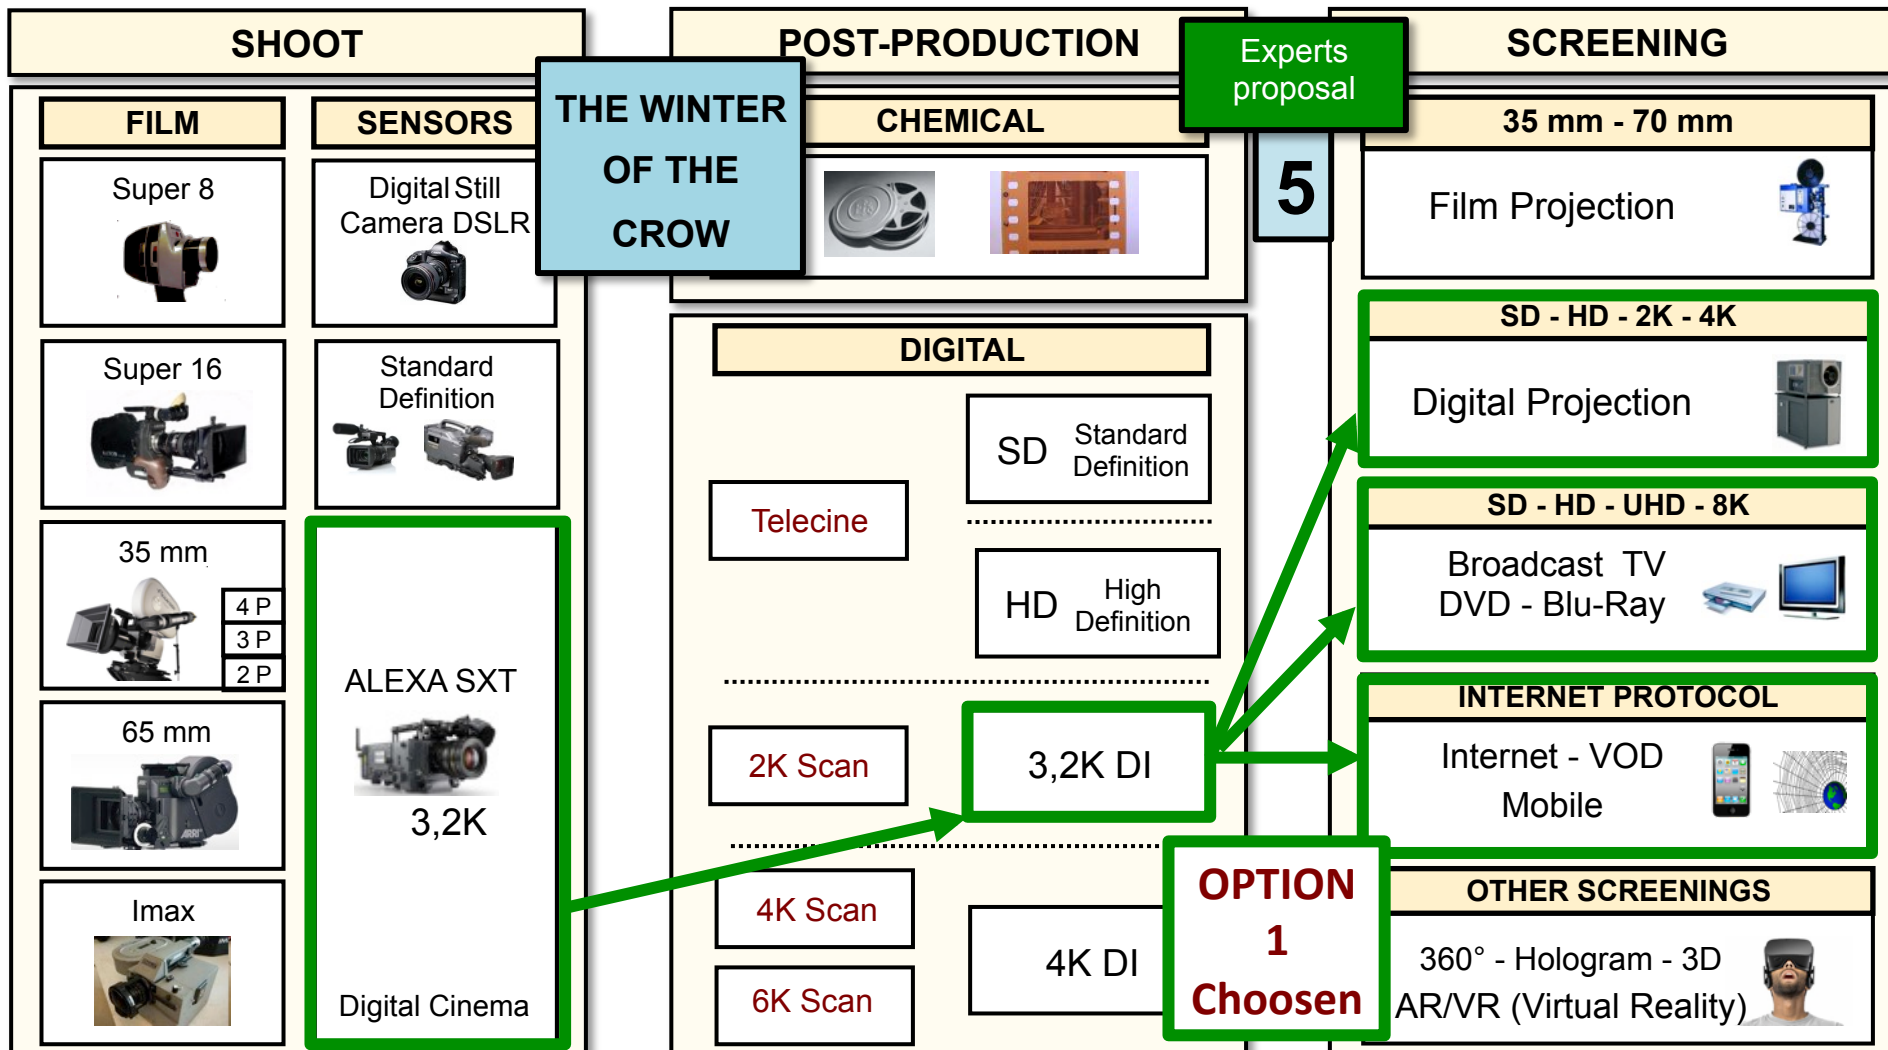 SHOOT
POST-PRODUCTION
Experts
proposal
SCREENING
THE WINTER
OF THE
CROW
5
FILM
SENSORS
CHEMICAL
35 mm - 70 mm
Super 8
Digital Still
Camera DSLR
Film Projection
Super 16
Standard
Definition
DIGITAL
SD - HD - 2K - 4K
Digital Projection
SD
Standard
Definition
Telecine
HD
High
Definition
SD - HD - UHD - 8K
Broadcast TV
DVD - Blu-Ray
35 mm
4 P
3 P
2 P
ALEXA SXT
3,2K
Digital Cinema
65 mm
ARRI
2K Scan
3,2K DI
INTERNET PROTOCOL
Internet - VOD
Mobile
Imax
4K Scan
6K Scan
4K DI
OPTION
1
Choosen
OTHER SCREENINGS
360° - Hologram - 3D
AR/VR (Virtual Reality)